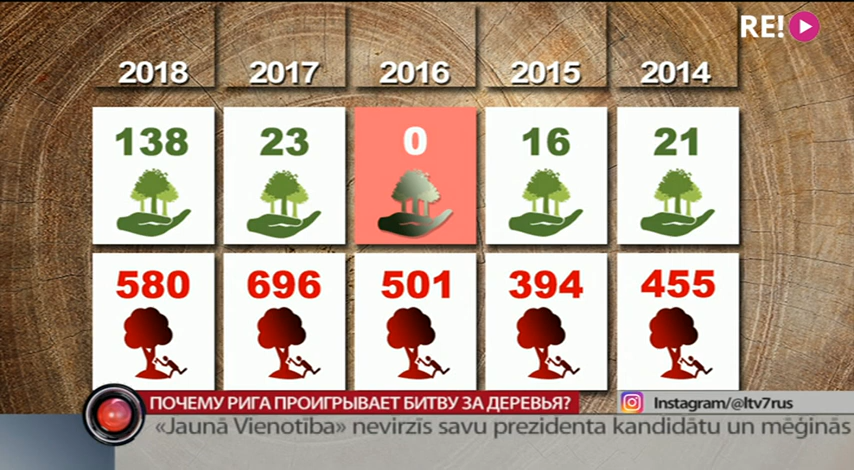 RE!
2018 2017 2016 2015 2014
138 23 0 16 21
580 696 501 394 455
ПОЧЕМУ РИГА ПРОИГРЫВАЕТ БИТВУ ЗА ДЕРЕВЬЯ? Instagram/@ltv7rus
«Jaunā Vienotība» nevirzīs savu prezidenta kandidātu un mēģinās